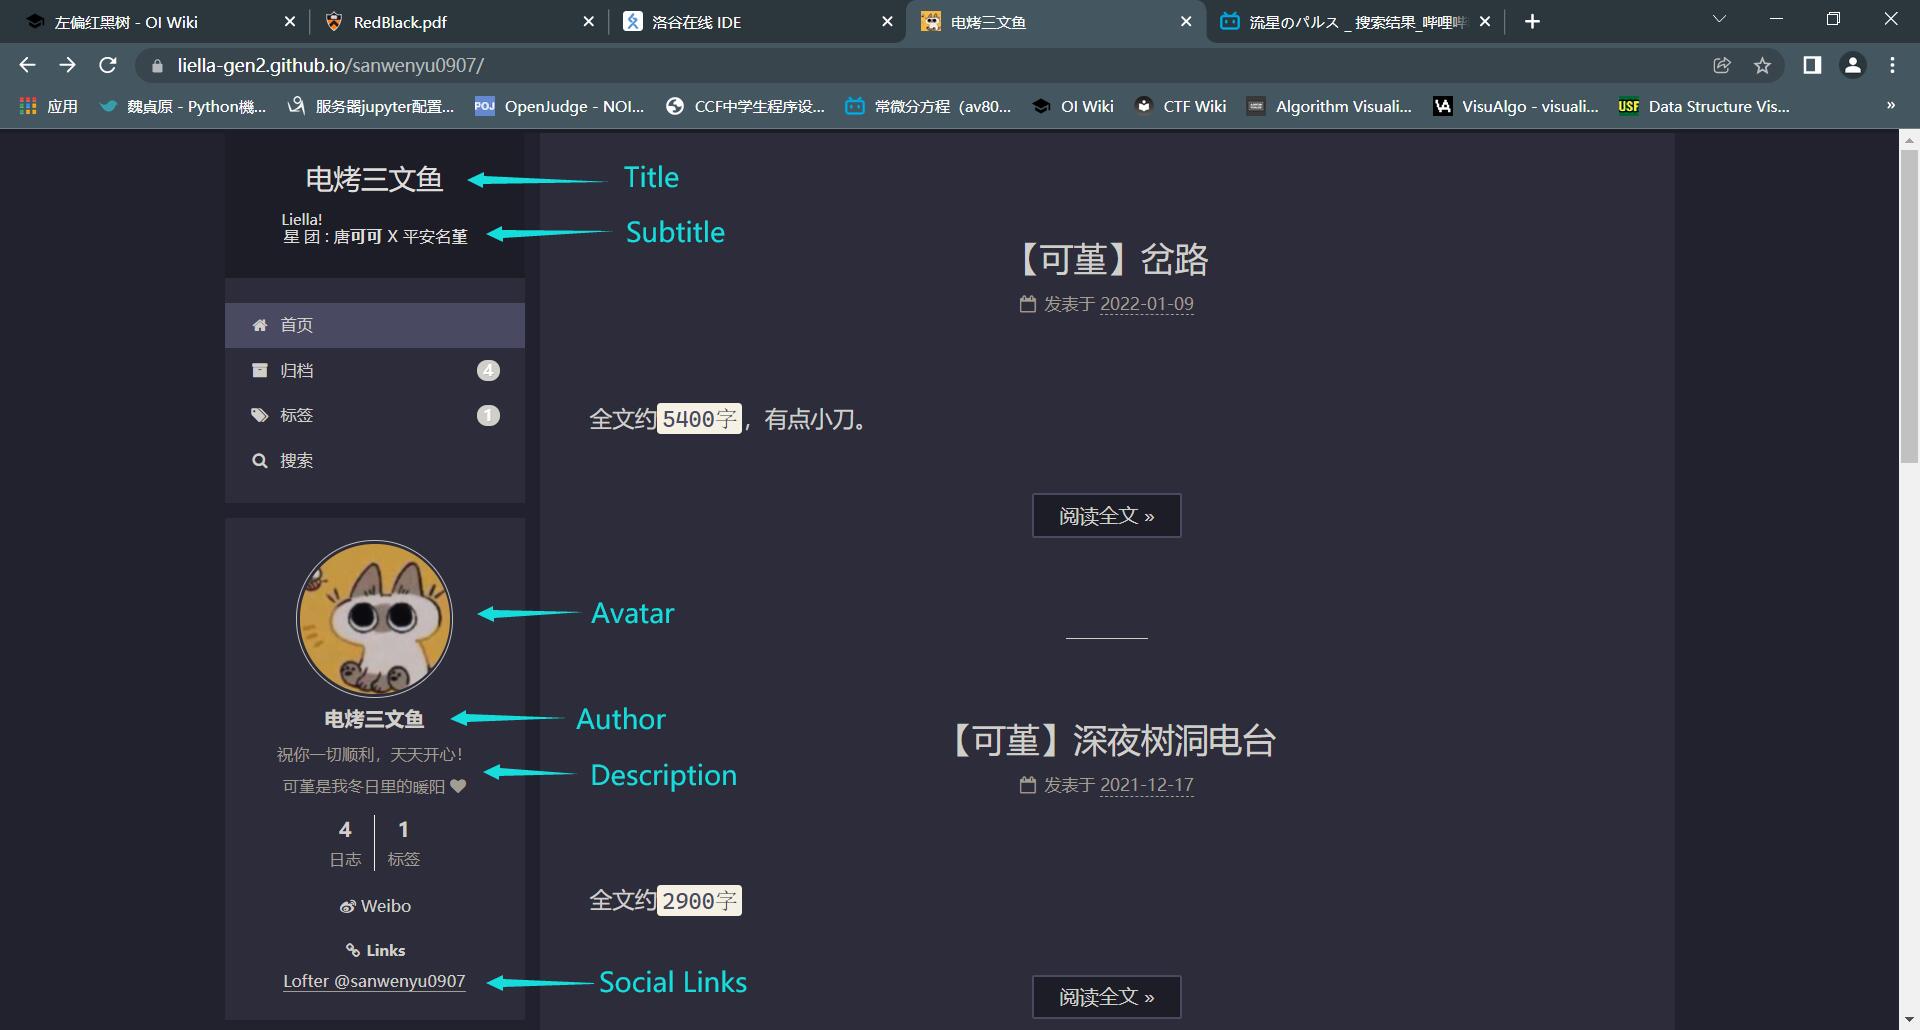 左偏红黑树 - OI Wiki
RedBlack.pdf
洛谷在线 IDE
电烤三文鱼
流星のパルス _ 搜索结果_哔哩哔
liella-gen2.github.io/sanwenyu0907/
应用
魏贞原 - Python機...
服务器jupyter配置...
POJ
OpenJudge - NOI...
CCF中学生程序设...
常微分方程（av80...
OI Wiki
CTF Wiki
Algorithm Visuali...
VisuAlgo - visuali...
USF
Data Structure Vis...
»
电烤三文鱼
Title
Liella!
星 团 : 唐可可 X 平安名堇
Subtitle
首页
归档
4
标签
1
搜索
Avatar
电烤三文鱼
Author
祝你一切顺利，天天开心！
可堇是我冬日里的暖阳
Description
4
日志
1
标签
Weibo
Links
Lofter @sanwenyu0907
Social Links
【可堇】岔路
发表于 2022-01-09
全文约5400字，有点小刀。
阅读全文 »
【可堇】深夜树洞电台
发表于 2021-12-17
全文约2900字
阅读全文 »